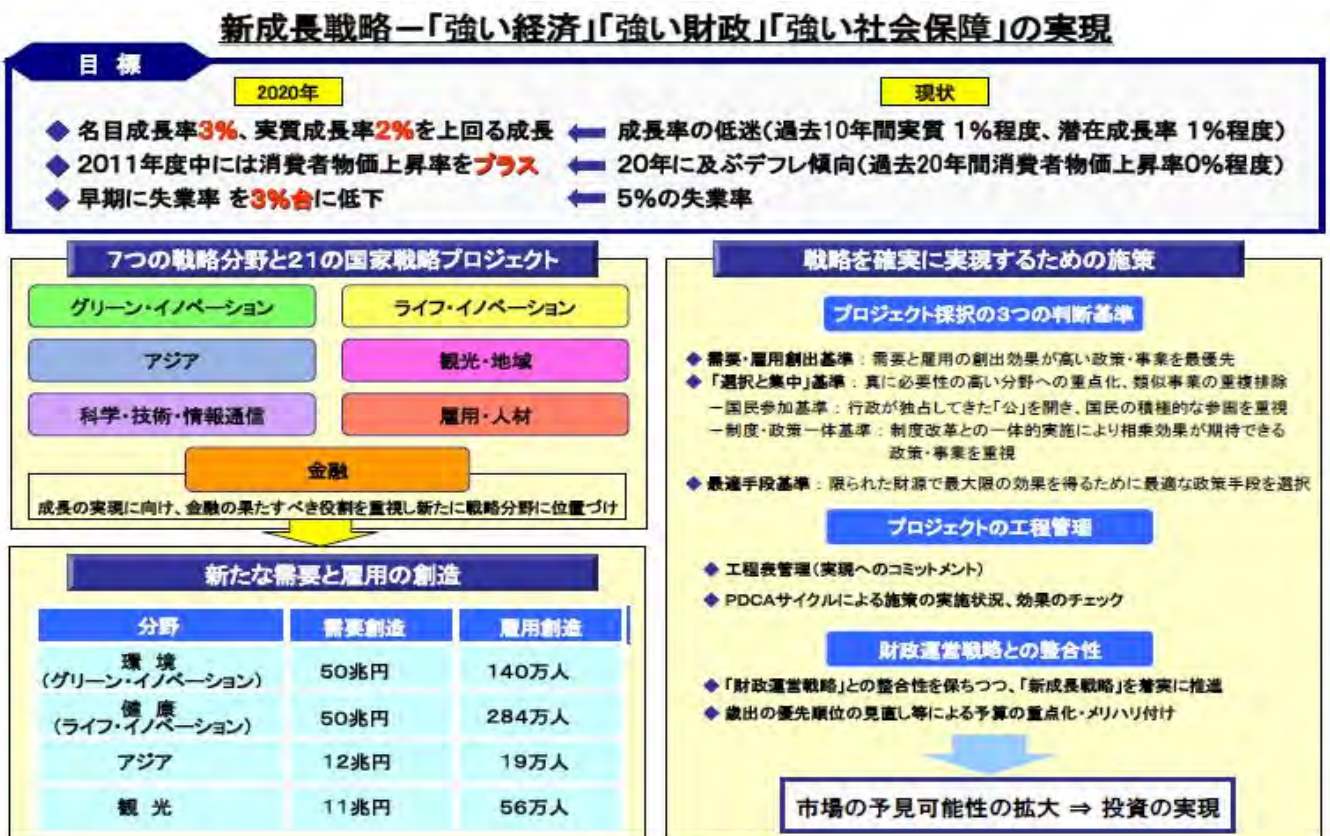 新成長戦略－「強い経済」「強い財政」「強い社会保障」の実現
目 標
2020年
現状
◆ 名目成長率3%、実質成長率2%を上回る成長 ⬅ 成長率の低迷(過去10年間実質 1%程度、潜在成長率 1%程度)
◆ 2011年度中には消費者物価上昇率をプラス ⬅ 20年に及ぶデフレ傾向(過去20年間消費者物価上昇率0%程度)
◆ 早期に失業率 を3%台に低下 ⬅ 5%の失業率
7つの戦略分野と21の国家戦略プロジェクト
グリーン・イノベーション
ライフ・イノベーション
アジア
観光・地域
科学・技術・情報通信
雇用・人材
金融
成長の実現に向け、金融の果たすべき役割を重視し新たに戦略分野に位置づけ
新たな需要と雇用の創造
分野 需要創造 雇用創造
環 境
(グリーン・イノベーション) 50兆円 140万人
健 康
(ライフ・イノベーション) 50兆円 284万人
アジア 12兆円 19万人
観 光 11兆円 56万人
戦略を確実に実現するための施策
プロジェクト採択の3つの判断基準
◆ 需要・雇用創出基準：需要と雇用の創出効果が高い政策・事業を最優先
◆ 「選択と集中」基準：真に必要性の高い分野への重点化、類似事業の重複排除
－国民参加基準：行政が独占してきた「公」を開き、国民の積極的な参画を重視
－制度・政策一体基準：制度改革との一体的実施により相乗効果が期待できる
政策・事業を重視
◆ 最適手段基準：限られた財源で最大限の効果を得るために最適な政策手段を選択
プロジェクトの工程管理
◆ 工程表管理(実現へのコミットメント)
◆ PDCAサイクルによる施策の実施状況、効果のチェック
財政運営戦略との整合性
◆ 「財政運営戦略」との整合性を保ちつつ、「新成長戦略」を着実に推進
◆ 歳出の優先順位の見直し等による予算の重点化・メリハリ付け
市場の予見可能性の拡大 ⇒ 投資の実現